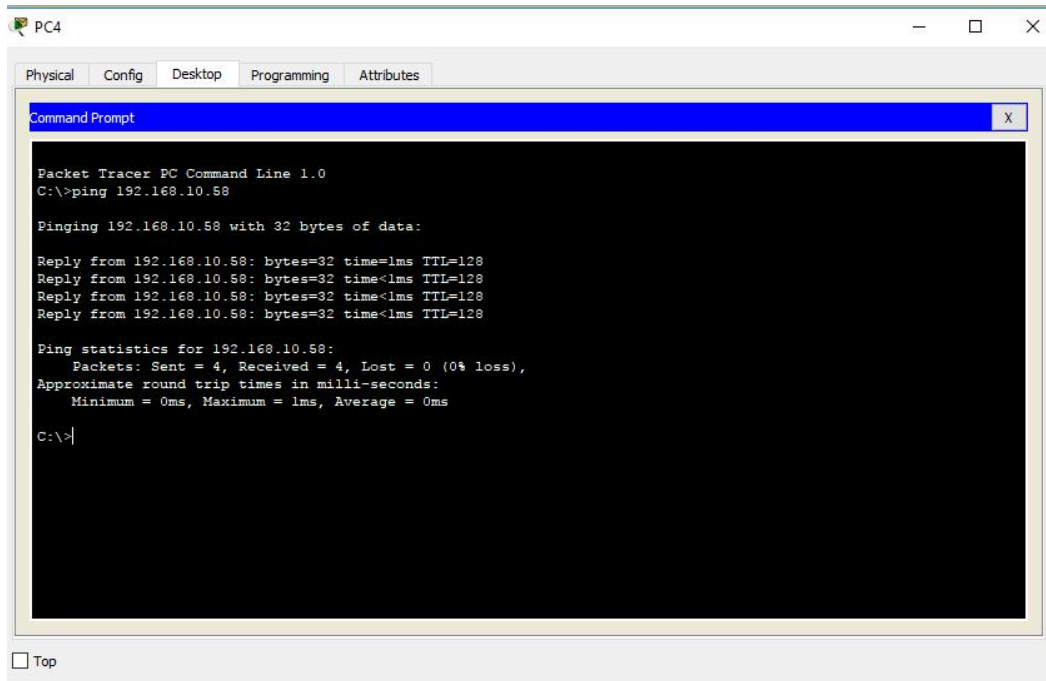 PC4
Physical Config Desktop Programming Attributes
Command Prompt
X
Packet Tracer PC Command Line 1.0
C:\>ping 192.168.10.58
Pinging 192.168.10.58 with 32 bytes of data:
Reply from 192.168.10.58: bytes=32 time=1ms TTL=128
Reply from 192.168.10.58: bytes=32 time<1ms TTL=128
Reply from 192.168.10.58: bytes=32 time<1ms TTL=128
Reply from 192.168.10.58: bytes=32 time<1ms TTL=128
Ping statistics for 192.168.10.58:
Packets: Sent = 4, Received = 4, Lost = 0 (0% loss),
Approximate round trip times in milli-seconds:
Minimum = 0ms, Maximum = 1ms, Average = 0ms
C:\>
Top